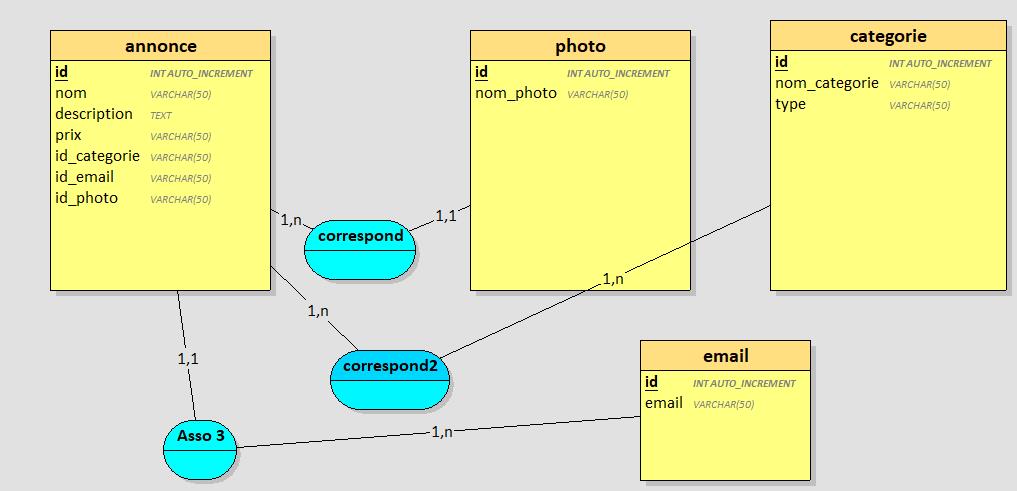 annonce
id INT AUTO_INCREMENT
nom VARCHAR(50)
description TEXT
prix VARCHAR(50)
id_categorie VARCHAR(50)
id_email VARCHAR(50)
id_photo VARCHAR(50)
photo
id INT AUTO_INCREMENT
nom_photo VARCHAR(50)
categorie
id INT AUTO_INCREMENT
nom_categorie VARCHAR(50)
type VARCHAR(50)
1,n
correspond
1,1
1,n
correspond2
1,n
1,1
Asso 3
1,n
email
id INT AUTO_INCREMENT
email VARCHAR(50)